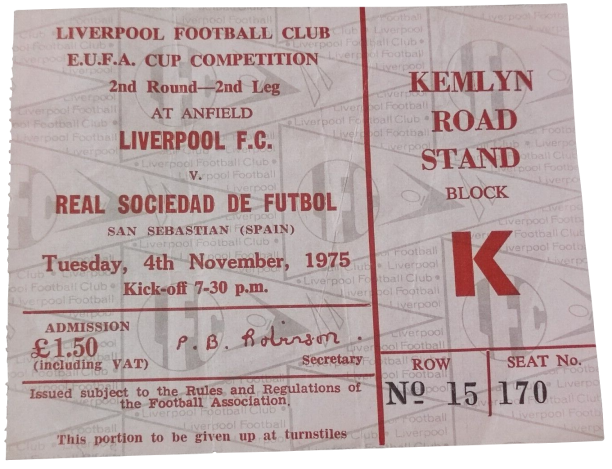 LIVERPOOL FOOTBALL CLUB
E.U.F.A. CUP COMPETITION
2nd Round—2nd Leg
AT ANFIELD
LIVERPOOL F.C.
v.
REAL SOCIEDAD DE FUTBOL
SAN SEBASTIAN (SPAIN)
Tuesday, 4th November, 1975
Kick-off 7-30 p.m.
ADMISSION
£1.50
(including VAT)
P. B. Robinson
Secretary
Issued subject to the Rules and Regulations of
the Football Association.
This portion to be given up at turnstiles
KEMLYN
ROAD
STAND
BLOCK
K
ROW
Nº 15
SEAT No.
170